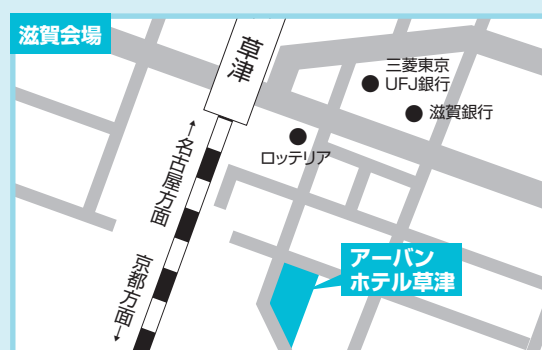 滋賀会場
草津
三菱東京
UFJ銀行
滋賀銀行
ロッテリア
←名古屋方面
京都方面→
アーバン
ホテル草津